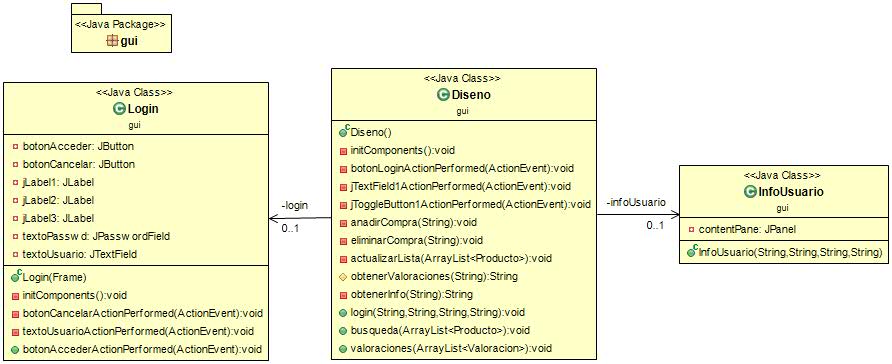 <<Java Package>>
gui
<<Java Class>>
Login
gui
botonAcceder: JButton
botonCancelar: JButton
jLabel1: JLabel
jLabel2: JLabel
jLabel3: JLabel
textoPassword: JPasswordField
textoUsuario: JTextField
Login(Frame)
initComponents():void
botonCancelarActionPerformed(ActionEvent):void
textoUsuarioActionPerformed(ActionEvent):void
botonAccederActionPerformed(ActionEvent):void
-login
0..1
<<Java Class>>
Diseno
gui
Diseno()
initComponents():void
botonLoginActionPerformed(ActionEvent):void
jTextField1ActionPerformed(ActionEvent):void
jToggleButton1ActionPerformed(ActionEvent):void
anadirCompra(String):void
eliminarCompra(String):void
actualizarLista(ArrayList<Producto>):void
obtenerValoraciones(String):String
obtenerInfo(String):String
login(String,String,String,String):void
busqueda(ArrayList<Producto>):void
valoraciones(ArrayList<Valoracion>):void
-infoUsuario
0..1
<<Java Class>>
InfoUsuario
gui
contentPane: JPanel
InfoUsuario(String,String,String,String)